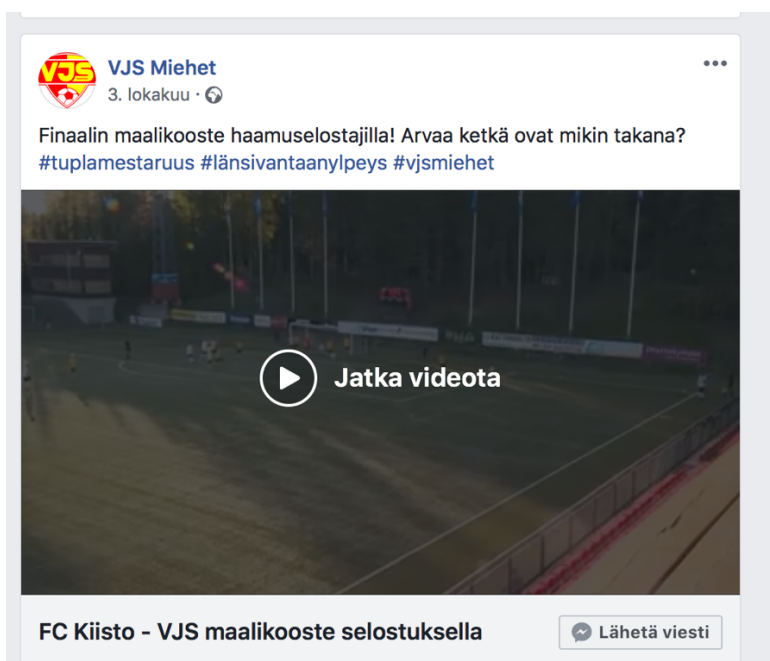 VJS
VJS Miehet
3. lokakuu ·
Finaalin maalikooste haamuselostajilla! Arvaa ketkä ovat mikin takana?
#tuplamestaruus #länsivantaanylpeys #vjsmiehet
Jatka videota
FC Kiisto - VJS maalikooste selostuksella
Lähetä viesti